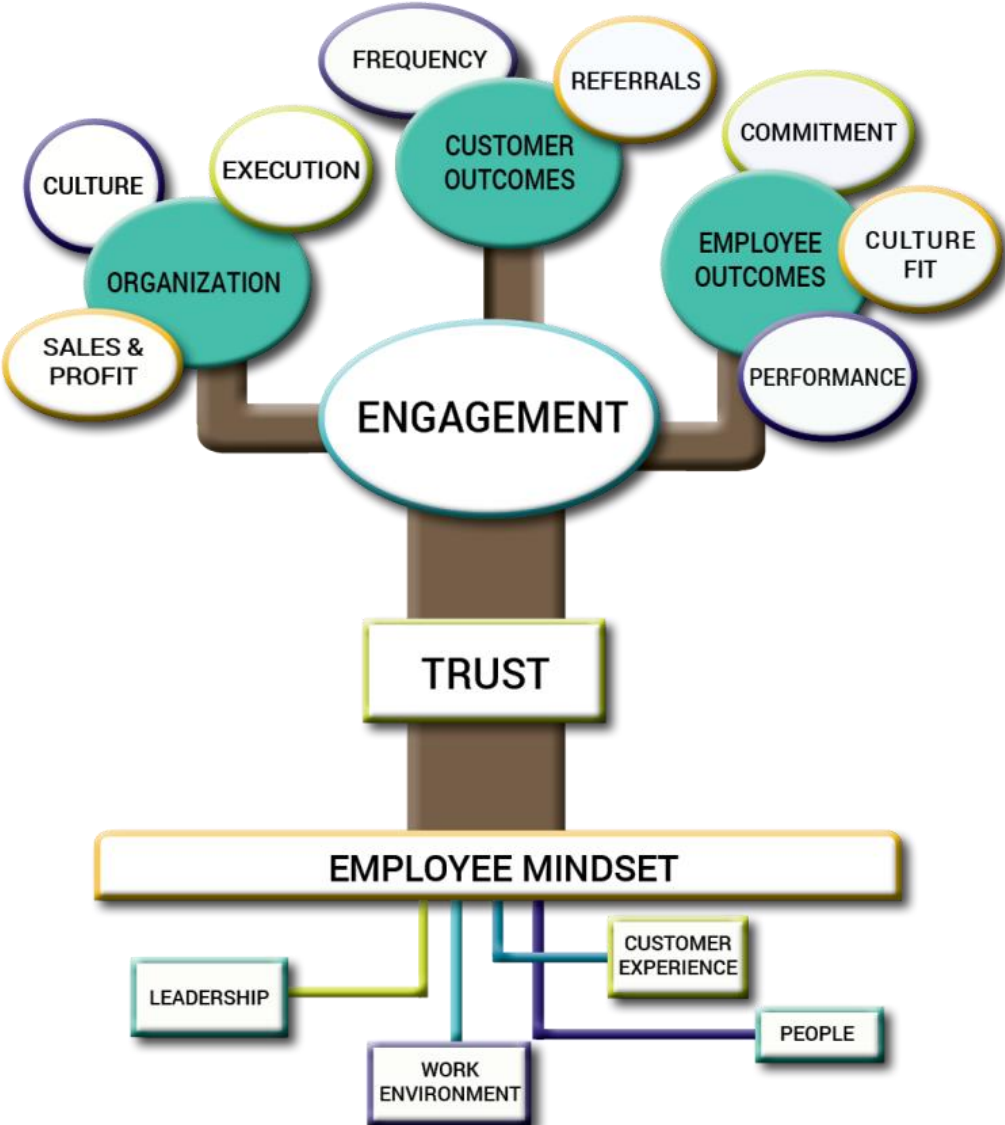 FREQUENCY
REFERRALS
CUSTOMER
OUTCOMES
COMMITMENT
CULTURE
EXECUTION
ORGANIZATION
SALES &
PROFIT
EMPLOYEE
OUTCOMES
CULTURE
FIT
PERFORMANCE
ENGAGEMENT
TRUST
EMPLOYEE MINDSET
LEADERSHIP
CUSTOMER
EXPERIENCE
WORK
ENVIRONMENT
PEOPLE